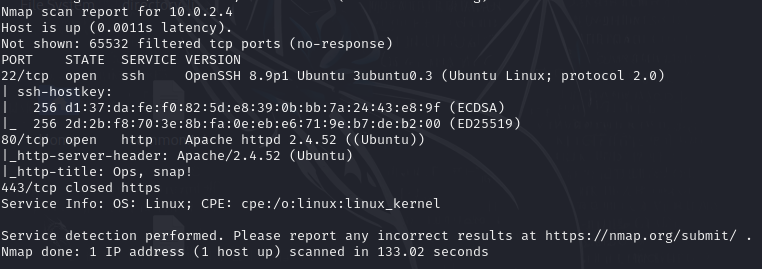 Nmap scan report for 10.0.2.4
Host is up (0.0011s latency).
Not shown: 65532 filtered tcp ports (no-response)
PORT    STATE  SERVICE VERSION
22/tcp  open   ssh     OpenSSH 8.9p1 Ubuntu 3ubuntu0.3 (Ubuntu Linux; protocol 2.0)
| ssh-hostkey:
|   256 d1:37:da:fe:f0:82:5d:e8:39:0b:bb:7a:24:43:e8:9f (ECDSA)
|_  256 2d:2b:f8:70:3e:8b:fa:0e:eb:e6:71:9e:b7:de:b2:00 (ED25519)
80/tcp  open   http    Apache httpd 2.4.52 ((Ubuntu))
|_http-server-header: Apache/2.4.52 (Ubuntu)
|_http-title: Ops, snap!
443/tcp closed https
Service Info: OS: Linux; CPE: cpe:/o:linux:linux_kernel

Service detection performed. Please report any incorrect results at https://nmap.org/submit/ .
Nmap done: 1 IP address (1 host up) scanned in 133.02 seconds